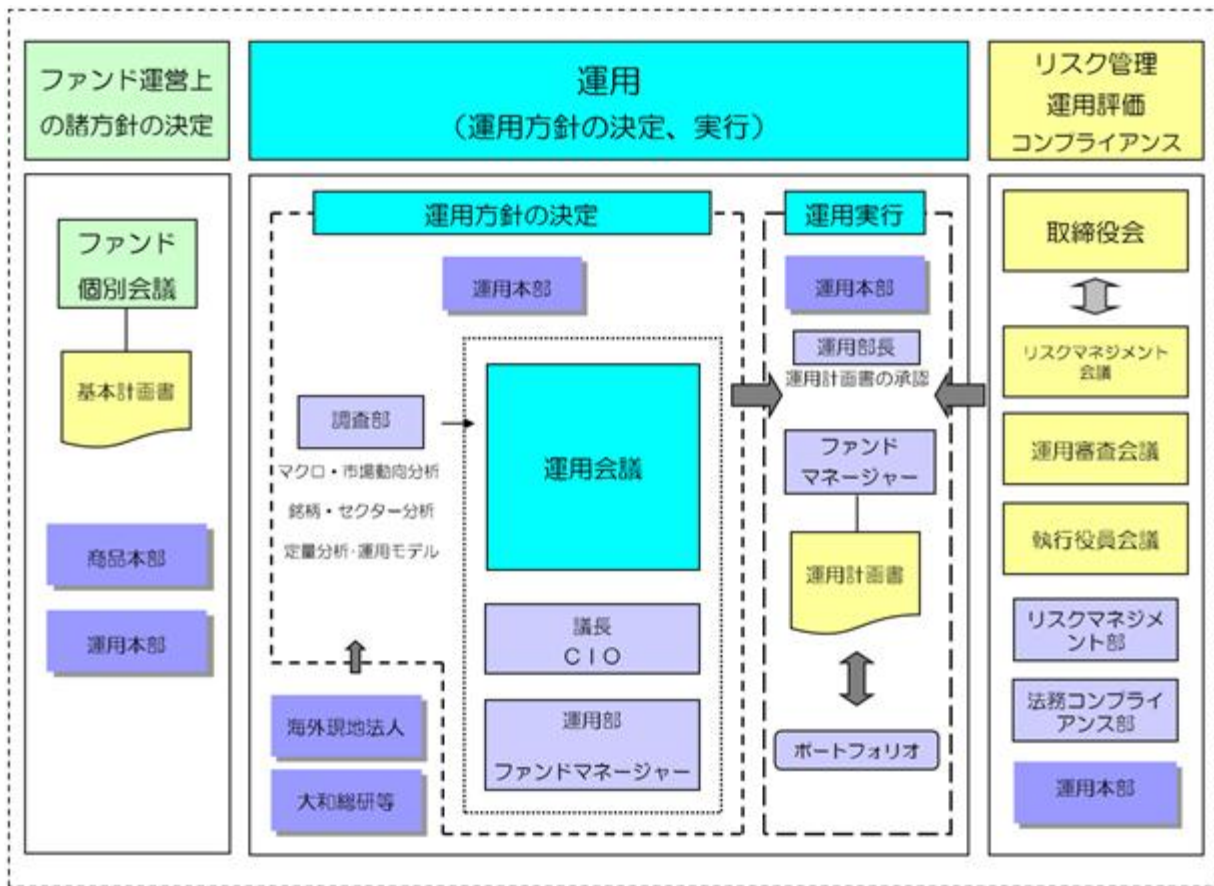 ファンド運営上
の諸方針の決定
運用
（運用方針の決定、実行）
リスク管理
運用評価
コンプライアンス
ファンド
個別会議
基本計画書
商品本部
運用本部
運用方針の決定
運用本部
調査部
マクロ・市場動向分析
銘柄・セクター分析
定量分析・運用モデル
運用会議
議長
ＣＩＯ
運用部
ファンドマネージャー
海外現地法人
大和総研等
運用実行
運用本部
運用部長
運用計画書の承認
ファンド
マネージャー
運用計画書
ポートフォリオ
取締役会
リスクマネジメント
会議
運用審査会議
執行役員会議
リスクマネジメ
ント部
法務コンプライ
アンス部
運用本部